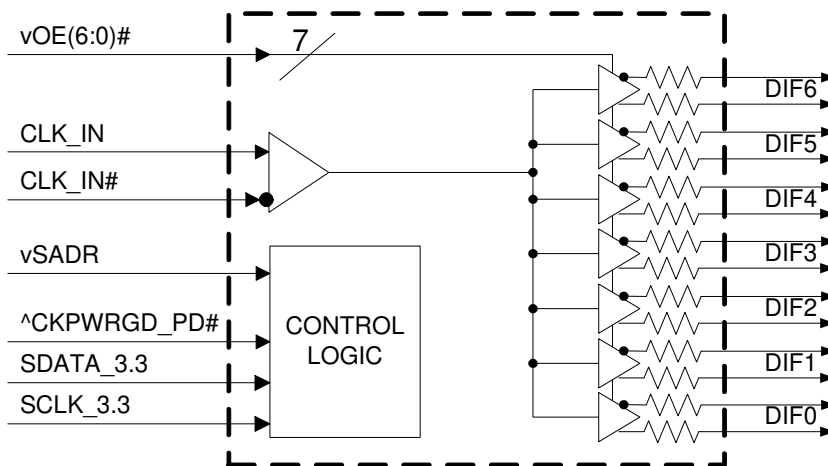 vOE(6:0)#
7
CLK_IN
CLK_IN#
vSADR
^CKPWRGD_PD#
SDATA_3.3
SCLK_3.3
CONTROL
LOGIC
DIF6
DIF5
DIF4
DIF3
DIF2
DIF1
DIF0